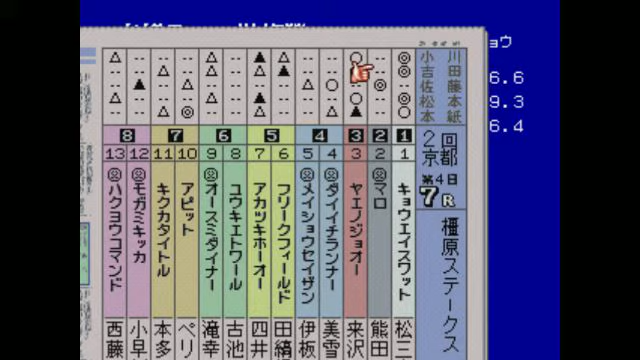 ョウ
6.6
9.3
6.4
小川
吉田
佐藤
松本
本紙
2回
京都
第4日
7R
橿原ステークス
1
1
キョウエイスワット
松三
2
2
マロ
熊田
3
3
ヤエノジョオー
来沢
4
4
ダイイチランナー
美雪
5
メイショウセイザン
伊板
5
6
フリークフィールド
田縞
7
アカツキホーオー
四井
6
8
ユウキエトワール
古池
9
オースミダイナー
滝幸
7
10
アピット
ペリ
11
キクカタイトル
本多
8
12
モガミキッカ
小早
13
ハクヨウコマンド
西藤